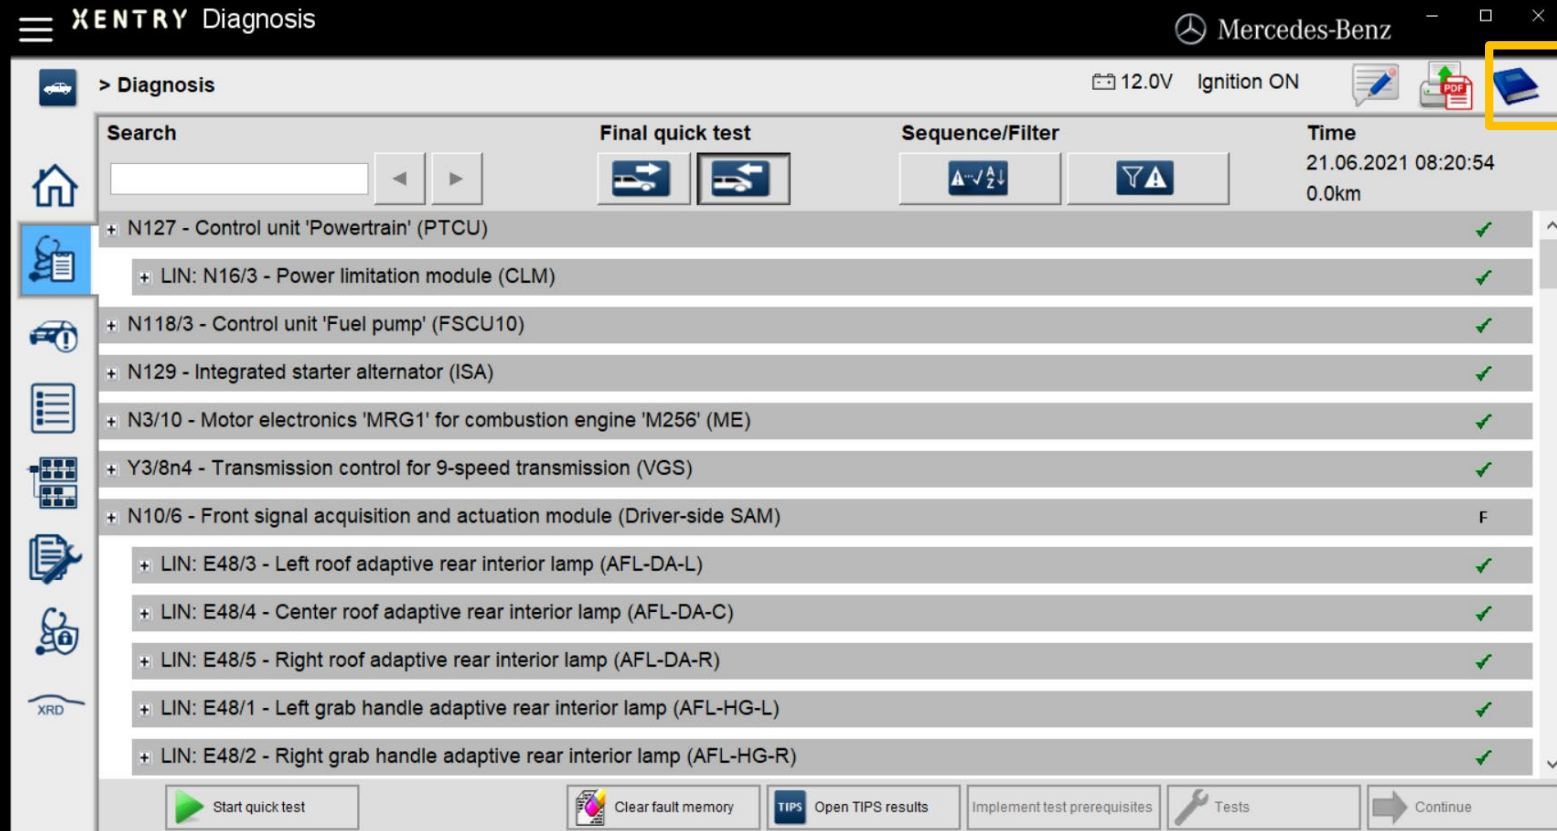 XENTRY Diagnosis
Mercedes-Benz
> Diagnosis
12.0V Ignition ON
PDF
Search
Final quick test
Sequence/Filter
Time
21.06.2021 08:20:54
0.0km
A Z
N127 - Control unit 'Powertrain' (PTCU)
LIN: N16/3 - Power limitation module (CLM)
N118/3 - Control unit 'Fuel pump' (FSCU10)
N129 - Integrated starter alternator (ISA)
N3/10 - Motor electronics 'MRG1' for combustion engine 'M256' (ME)
Y3/8n4 - Transmission control for 9-speed transmission (VGS)
N10/6 - Front signal acquisition and actuation module (Driver-side SAM) F
LIN: E48/3 - Left roof adaptive rear interior lamp (AFL-DA-L)
LIN: E48/4 - Center roof adaptive rear interior lamp (AFL-DA-C)
LIN: E48/5 - Right roof adaptive rear interior lamp (AFL-DA-R)
LIN: E48/1 - Left grab handle adaptive rear interior lamp (AFL-HG-L)
LIN: E48/2 - Right grab handle adaptive rear interior lamp (AFL-HG-R)
XRD
Start quick test
Clear fault memory
TIPS Open TIPS results
Implement test prerequisites
Tests
Continue